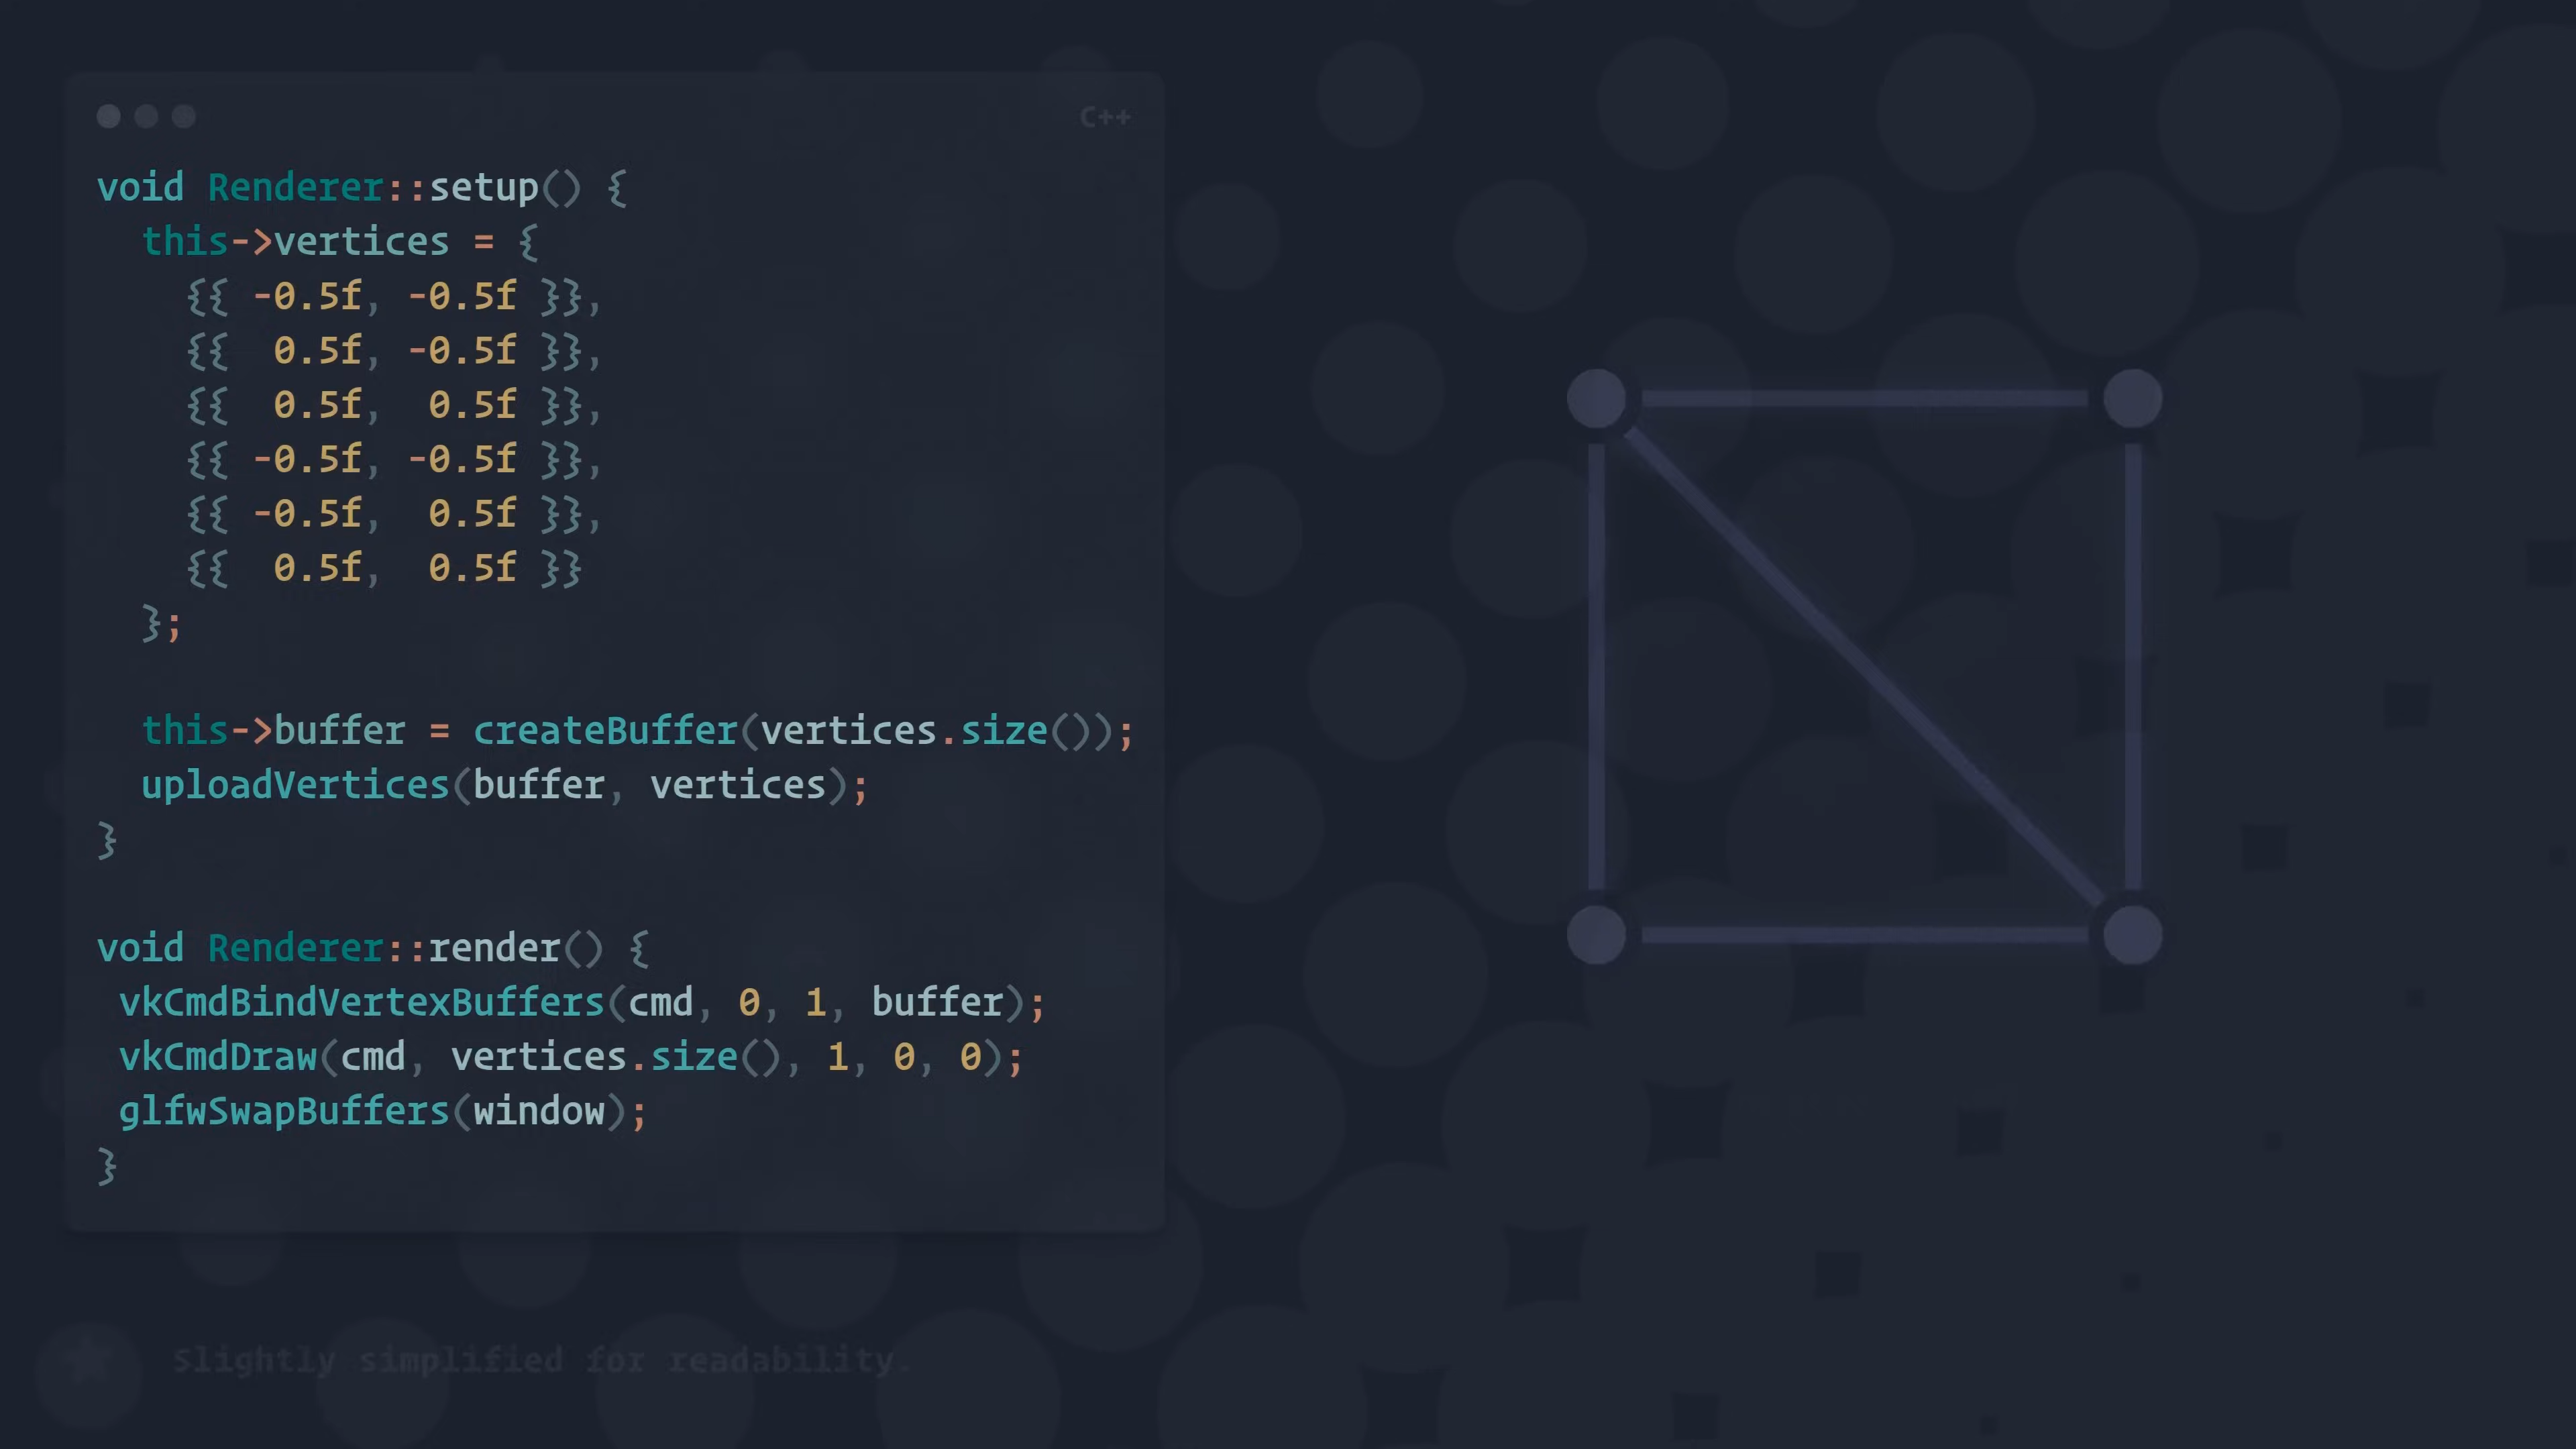 C++
void Renderer::setup() {
  this->vertices = {
    {{ -0.5f, -0.5f }},
    {{  0.5f, -0.5f }},
    {{  0.5f,  0.5f }},
    {{ -0.5f, -0.5f }},
    {{ -0.5f,  0.5f }},
    {{  0.5f,  0.5f }}
  };
  this->buffer = createBuffer(vertices.size());
  uploadVertices(buffer, vertices);
}
void Renderer::render() {
 vkCmdBindVertexBuffers(cmd, 0, 1, buffer);
 vkCmdDraw(cmd, vertices.size(), 1, 0, 0);
 glfwSwapBuffers(window);
}
Slightly simplified for readability.